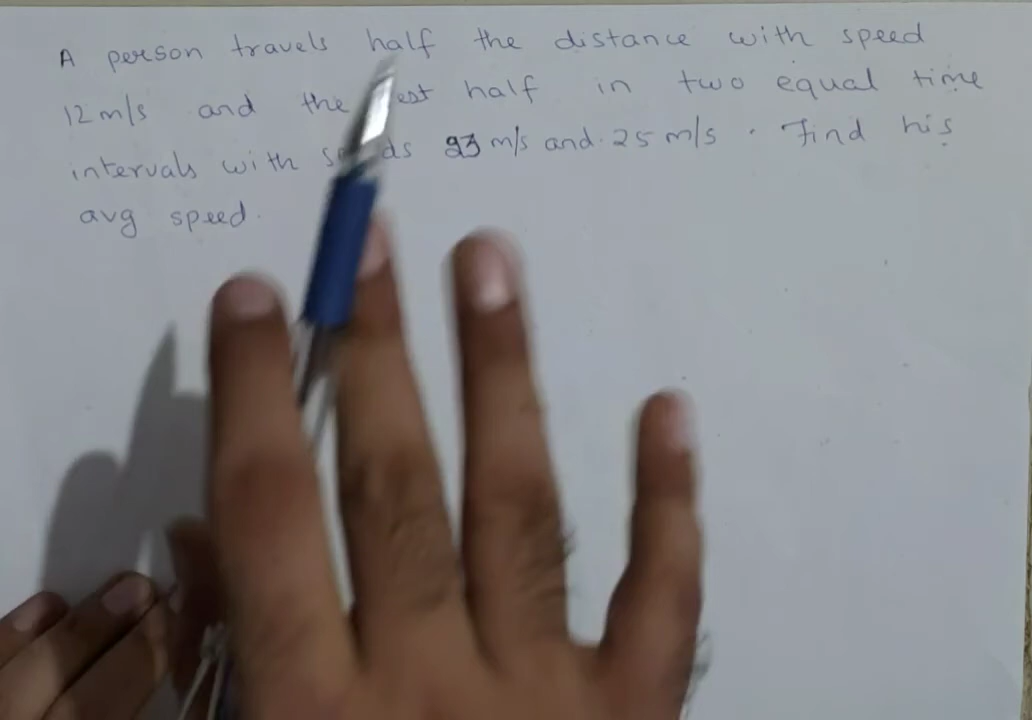 A person travels half the distance with speed
12 m/s and the half in two equal time
intervals with m/s and 25 m/s. Find his
avg speed.